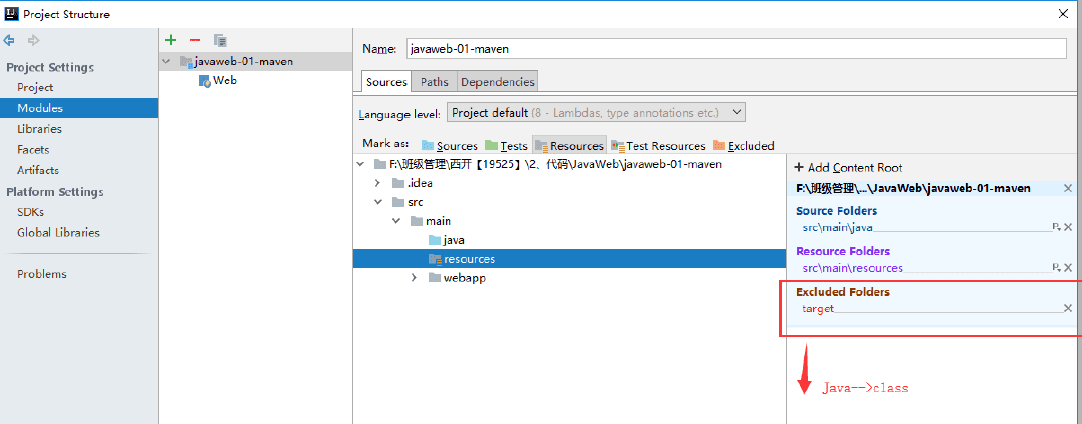 Project Structure
Project Settings
Project
Modules
Libraries
Facets
Artifacts
Platform Settings
SDKs
Global Libraries
Problems
javaweb-01-maven
Web
Name: javaweb-01-maven
Sources Paths Dependencies
Language level: Project default (8 - Lambdas, type annotations etc.)
Mark as: Sources Tests Resources Test Resources Excluded
F:\班级管理\西开【19525】\2、代码\JavaWeb\javaweb-01-maven
.idea
src
main
java
resources
webapp
+ Add Content Root
F:\班级管理\...\JavaWeb\javaweb-01-maven
Source Folders
src\main\java
Resource Folders
src\main\resources
Excluded Folders
target
Java-->class